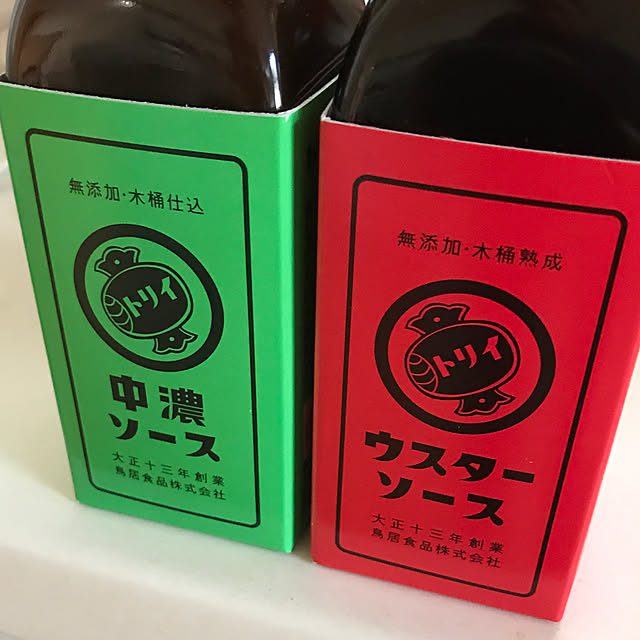 無添加・木桶仕込
トリイ
中濃
ソース
大正十三年創業
鳥居食品株式会社
無添加・木桶熟成
トリイ
ウスター
ソース
大正十三年創業
鳥居食品株式会社